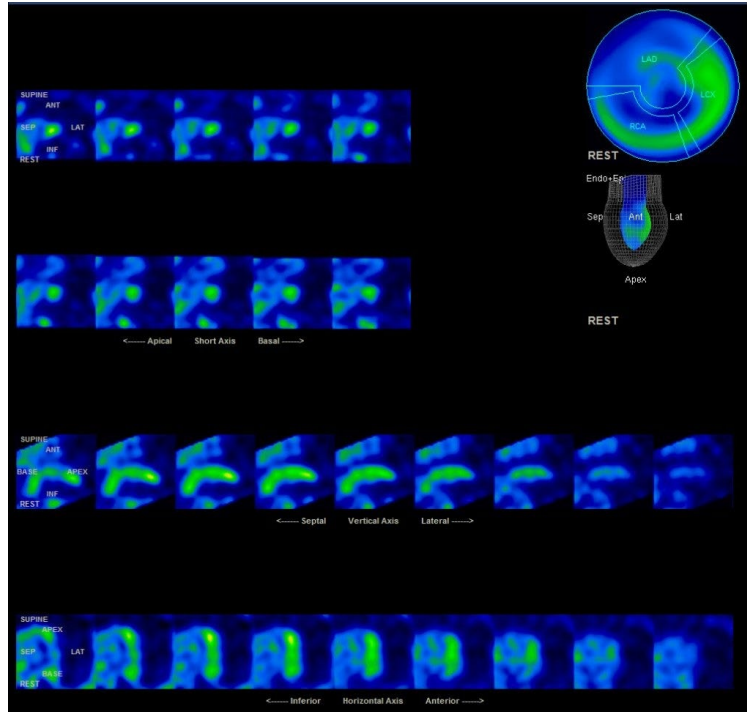 SUPINE
ANT
SEP LAT
INF
REST
LAD
LCX
RCA
REST
Endo+Ep
Sep Ant Lat
Apex
REST
<------ Apical Short Axis Basal ------>
SUPINE
ANT
BASE APEX
INF
REST
<------ Septal Vertical Axis Lateral ------>
SUPINE
APEX
SEP LAT
BASE
REST
<------ Inferior Horizontal Axis Anterior ------>